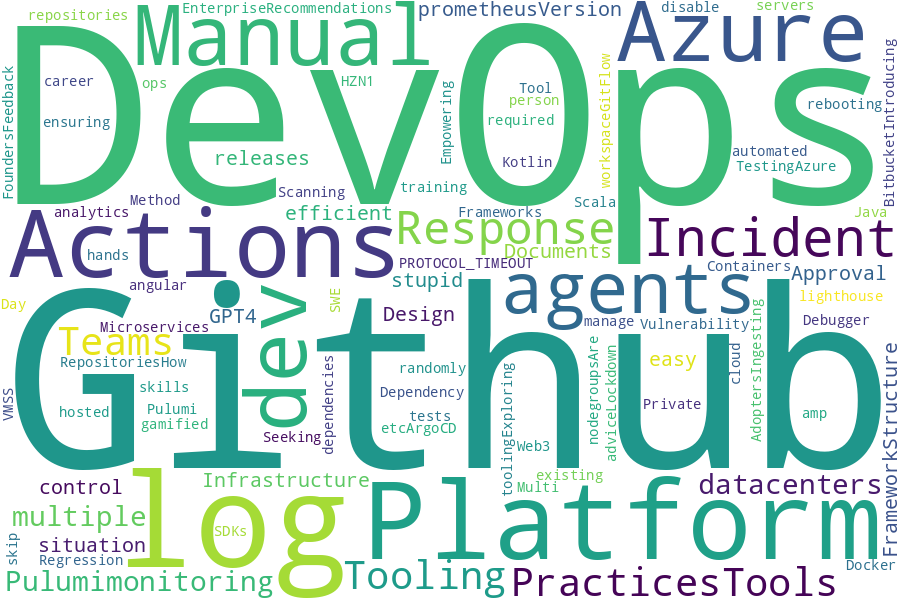 repositories
EnterpriseRecommendations
prometheusVersion
disable
servers
Manual
Azure
DevOps
career
ops
HZN1
Tool
person
required
rebooting
ensuring
FoundersFeedback
Empowering
workspaceGitFlow
BitbucketIntroducing
releases
Scanning
training
Kotlin
automated
TestingAzure
Method
analytics
efficient
Frameworks
Scala
Java
Actions
Response
Documents
Incident
hands
PROTOCOL_TIMEOUT
Containers
Approval
angular
stupid
agents
Day
GPT4
dev
SWE
Design
manage
Vulnerability
lighthouse
Debugger
Microservices
Teams
RepositoriesHow
easy
cloud
Github
skills
randomly
Dependency
nodegroupsAre
adviceLockdown
AdoptersIngesting
FrameworkStructure
VMSS
hosted
Pulumi
gamified
Seeking
dependencies
tests
etcArgoCD
toolingExploring
Web3
Private
amp
control
log
Infrastructure
existing
Multi
Platform
datacenters
multiple
SDKs
situation
skip
Regression
Docker
Pulumimonitoring
Tooling
PracticesTools